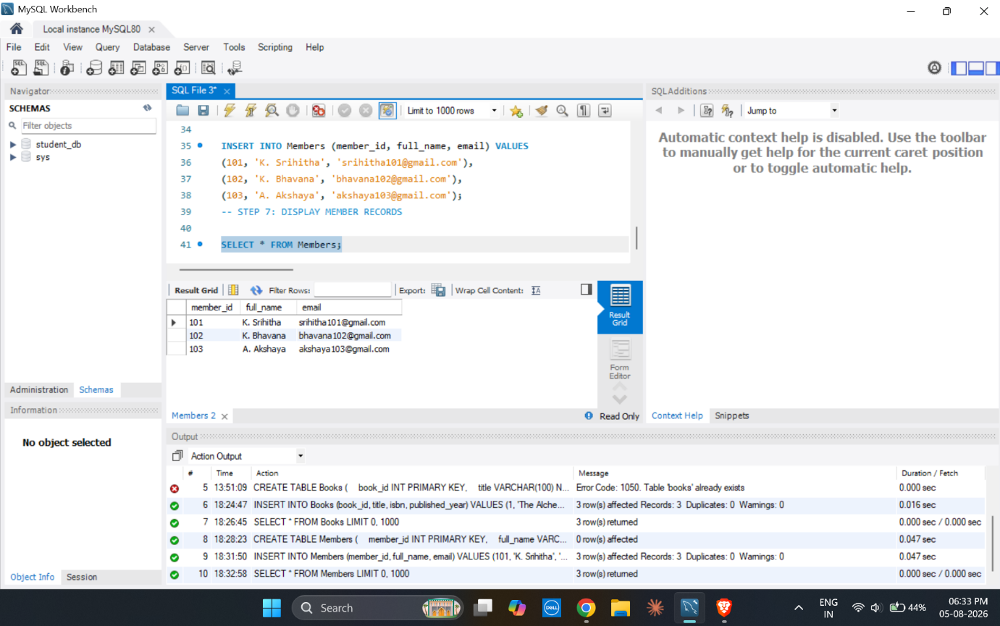 MySQL Workbench
Local instance MySQL80
File Edit View Query Database Server Tools Scripting Help
Navigator
SCHEMAS
Filter objects
student_db
sys
Administration Schemas
Information
No object selected
Object Info Session
SQL File 3*
Limit to 1000 rows
34
35 INSERT INTO Members (member_id, full_name, email) VALUES
36 (101, 'K. Srihitha', 'srihitha101@gmail.com'),
37 (102, 'K. Bhavana', 'bhavana102@gmail.com'),
38 (103, 'A. Akshaya', 'akshaya103@gmail.com');
39 -- STEP 7: DISPLAY MEMBER RECORDS
40
41 SELECT * FROM Members;
Result Grid Filter Rows: Export: Wrap Cell Content:
member_id full_name email
101 K. Srihitha srihitha101@gmail.com
102 K. Bhavana bhavana102@gmail.com
103 A. Akshaya akshaya103@gmail.com
Result
Grid
Form
Editor
Members 2
Read Only
SQLAdditions
Jump to
Automatic context help is disabled. Use the toolbar
to manually get help for the current caret position
or to toggle automatic help.
Context Help Snippets
Output
Action Output
# Time Action Message Duration / Fetch
5 13:51:09 CREATE TABLE Books ( book_id INT PRIMARY KEY, title VARCHAR(100) N... Error Code: 1050. Table 'books' already exists 0.000 sec
6 18:24:47 INSERT INTO Books (book_id, title, isbn, published_year) VALUES (1, 'The Alche... 3 row(s) affected Records: 3 Duplicates: 0 Warnings: 0 0.016 sec
7 18:26:45 SELECT * FROM Books LIMIT 0, 1000 3 row(s) returned 0.000 sec / 0.000 sec
8 18:28:23 CREATE TABLE Members ( member_id INT PRIMARY KEY, full_name VARC... 0 row(s) affected 0.047 sec
9 18:31:50 INSERT INTO Members (member_id, full_name, email) VALUES (101, 'K. Srihitha', '... 3 row(s) affected Records: 3 Duplicates: 0 Warnings: 0 0.047 sec
10 18:32:58 SELECT * FROM Members LIMIT 0, 1000 3 row(s) returned 0.000 sec / 0.000 sec
Search
DELL
ENG
IN
44%
06:33 PM
05-08-2026